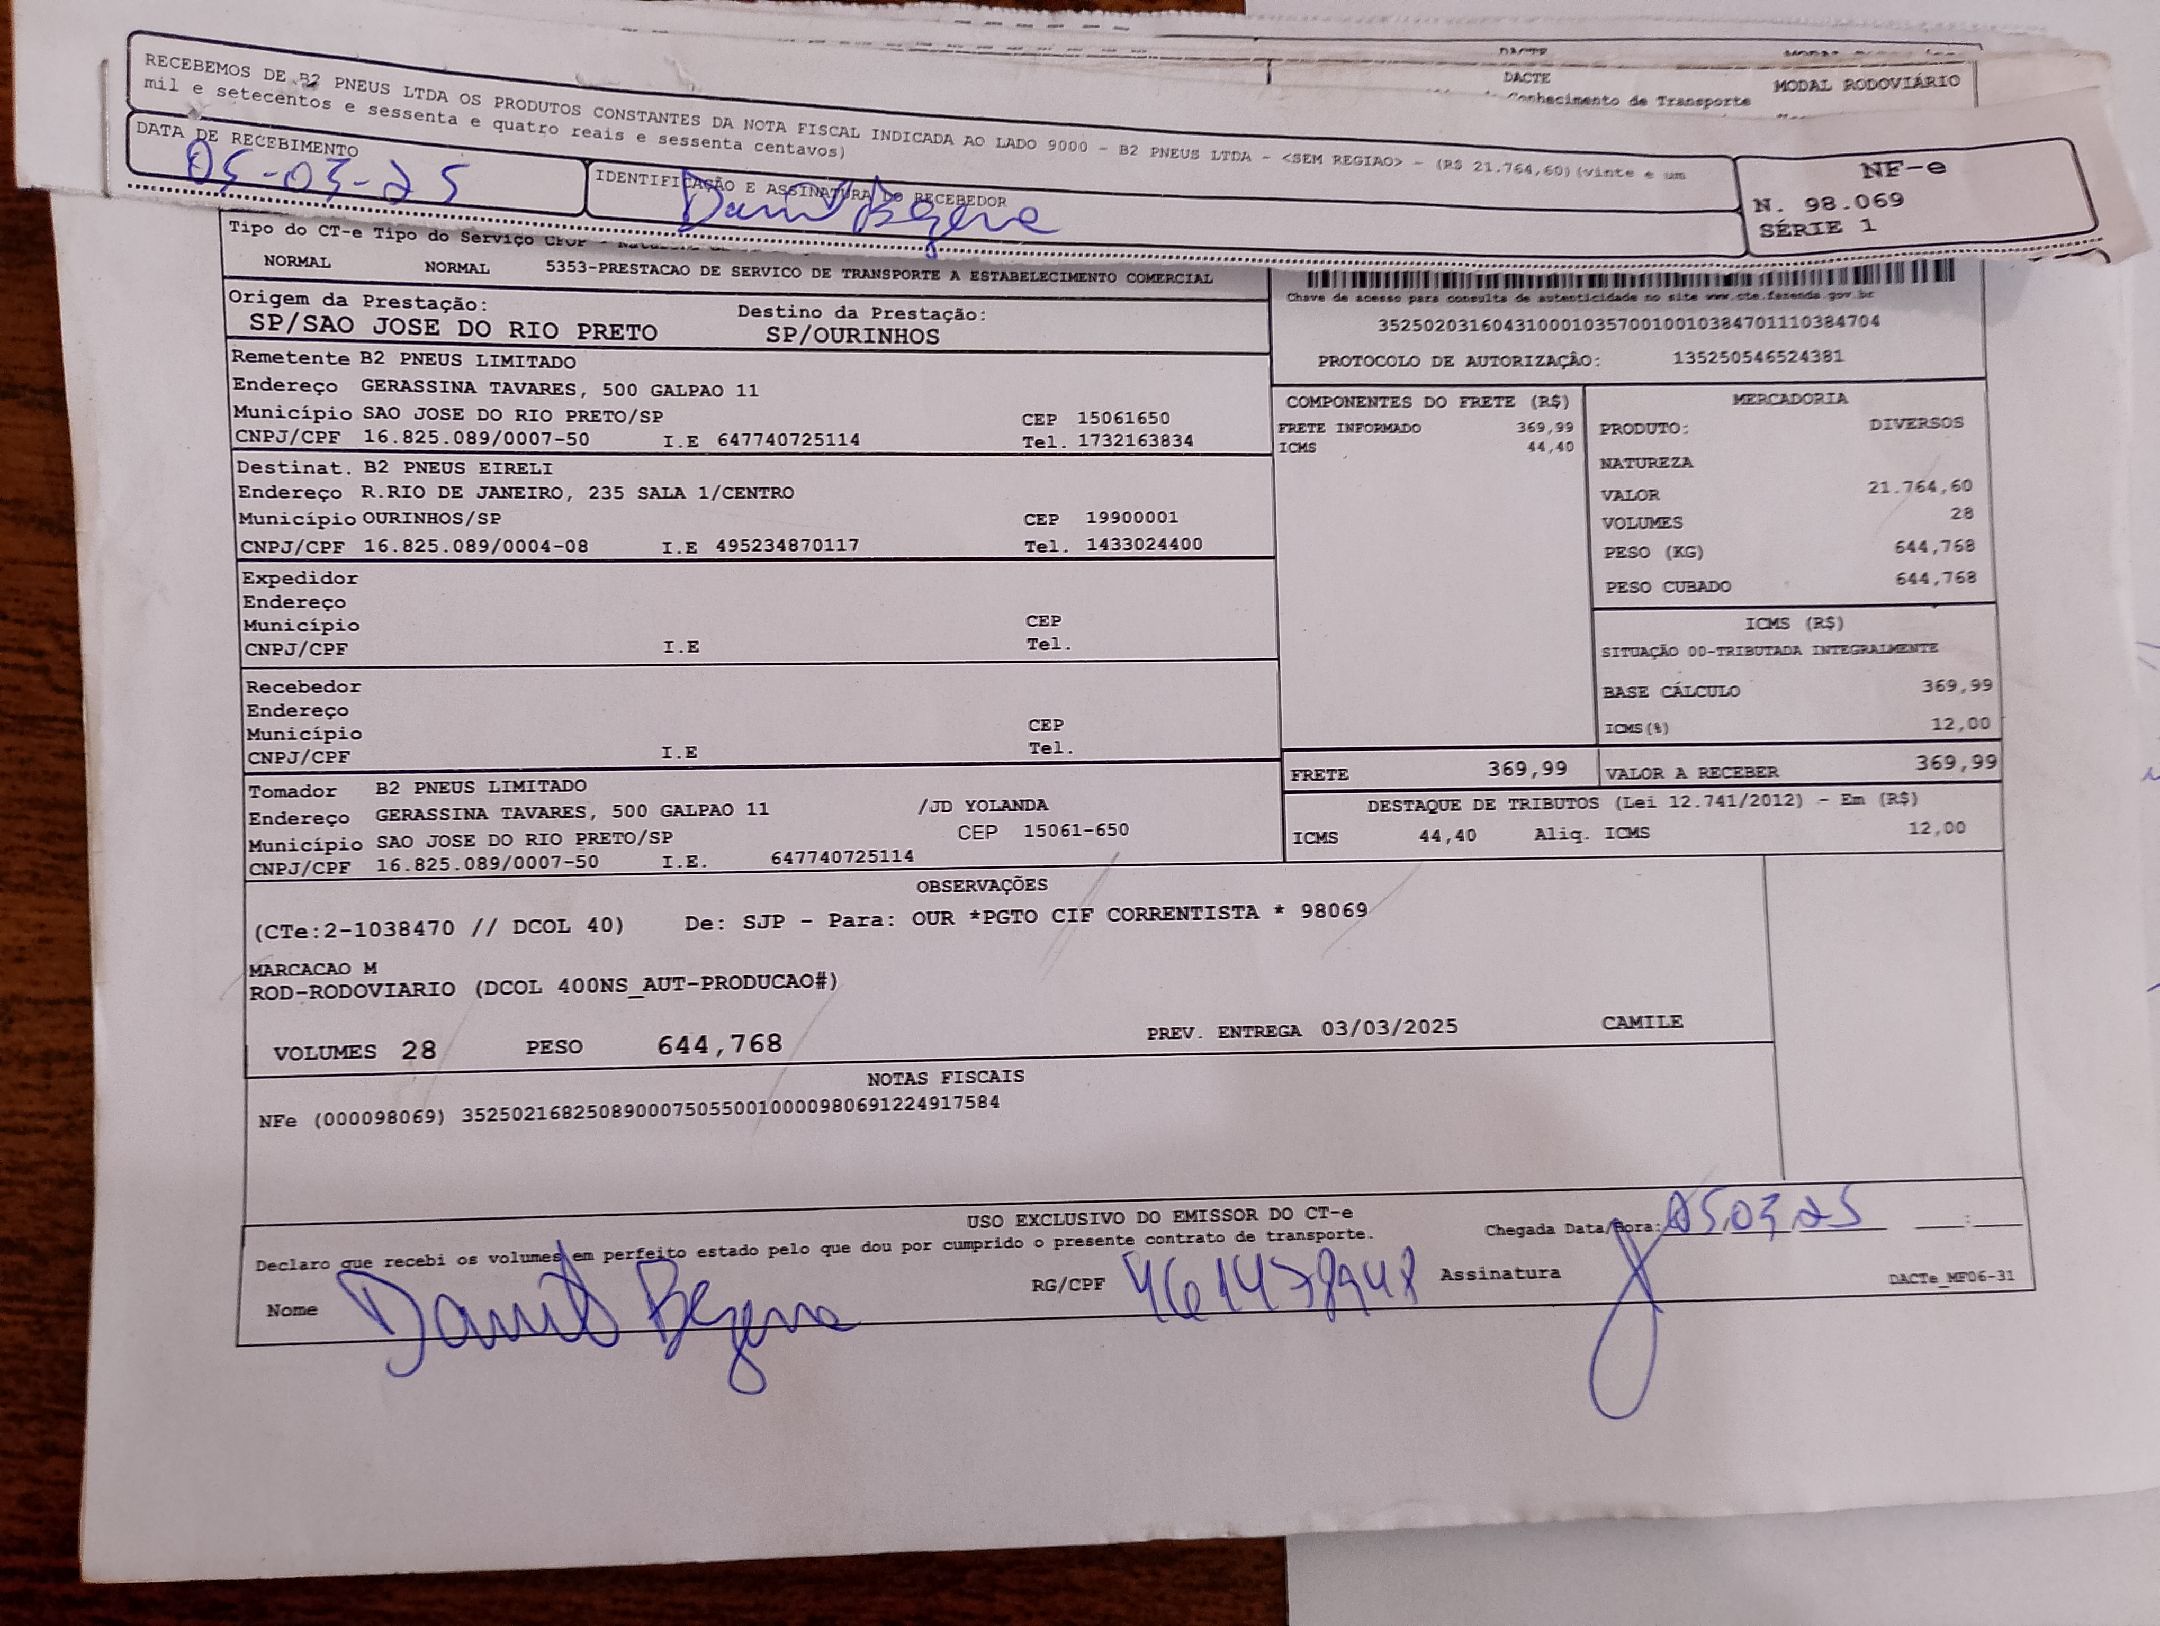 DACTE
DACTE
MODAL RODOVIÁRIO
Conhecimento de Transporte
RECEBEMOS DE B2 PNEUS LTDA OS PRODUTOS CONSTANTES DA NOTA FISCAL INDICADA AO LADO 9000 - B2 PNEUS LTDA - <SEM REGIAO> - (R$ 21.764,60)(vinte e um
mil e setecentos e sessenta e quatro reais e sessenta centavos)
DATA DE RECEBIMENTO
05-03-25
IDENTIFICAÇÃO E ASSINATURA DO RECEBEDOR
Danilo Bezerra
NF-e
N. 98.069
SÉRIE 1
Tipo do CT-e Tipo do Serviço CFOP -
NORMAL NORMAL 5353-PRESTACAO DE SERVICO DE TRANSPORTE A ESTABELECIMENTO COMERCIAL
Origem da Prestação: Destino da Prestação:
SP/SAO JOSE DO RIO PRETO SP/OURINHOS
Chave de acesso para consulta de autenticidade no site www.cte.fazenda.gov.br
35250203160431000103570010010384701110384704
PROTOCOLO DE AUTORIZAÇÃO: 135250546524381
Remetente B2 PNEUS LIMITADO
Endereço GERASSINA TAVARES, 500 GALPAO 11
Município SAO JOSE DO RIO PRETO/SP CEP 15061650
CNPJ/CPF 16.825.089/0007-50 I.E 647740725114 Tel. 1732163834
Destinat. B2 PNEUS EIRELI
Endereço R.RIO DE JANEIRO, 235 SALA 1/CENTRO
Município OURINHOS/SP CEP 19900001
CNPJ/CPF 16.825.089/0004-08 I.E 495234870117 Tel. 1433024400
Expedidor
Endereço
Município CEP
CNPJ/CPF I.E Tel.
Recebedor
Endereço
Município CEP
CNPJ/CPF I.E Tel.
Tomador B2 PNEUS LIMITADO
Endereço GERASSINA TAVARES, 500 GALPAO 11 /JD YOLANDA
Município SAO JOSE DO RIO PRETO/SP CEP 15061-650
CNPJ/CPF 16.825.089/0007-50 I.E. 647740725114
COMPONENTES DO FRETE (R$)
FRETE INFORMADO 369,99
ICMS 44,40
MERCADORIA
PRODUTO: DIVERSOS
NATUREZA
VALOR 21.764,60
VOLUMES 28
PESO (KG) 644,768
PESO CUBADO 644,768
ICMS (R$)
SITUAÇÃO 00-TRIBUTADA INTEGRALMENTE
BASE CÁLCULO 369,99
ICMS(%) 12,00
FRETE 369,99 VALOR A RECEBER 369,99
DESTAQUE DE TRIBUTOS (Lei 12.741/2012) - Em (R$)
ICMS 44,40 Aliq. ICMS 12,00
OBSERVAÇÕES
(CTe:2-1038470 // DCOL 40) De: SJP - Para: OUR *PGTO CIF CORRENTISTA * 98069
MARCACAO M
ROD-RODOVIARIO (DCOL 400NS_AUT-PRODUCAO#)
VOLUMES 28 PESO 644,768 PREV. ENTREGA 03/03/2025 CAMILE
NOTAS FISCAIS
NFe (000098069) 35250216825089000750550010000980691224917584
USO EXCLUSIVO DO EMISSOR DO CT-e
Declaro que recebi os volumes em perfeito estado pelo que dou por cumprido o presente contrato de transporte.
Chegada Data/Hora: 05.03.25 :
Nome Danilo Bezerra RG/CPF Assinatura
DACTe_MF06-31